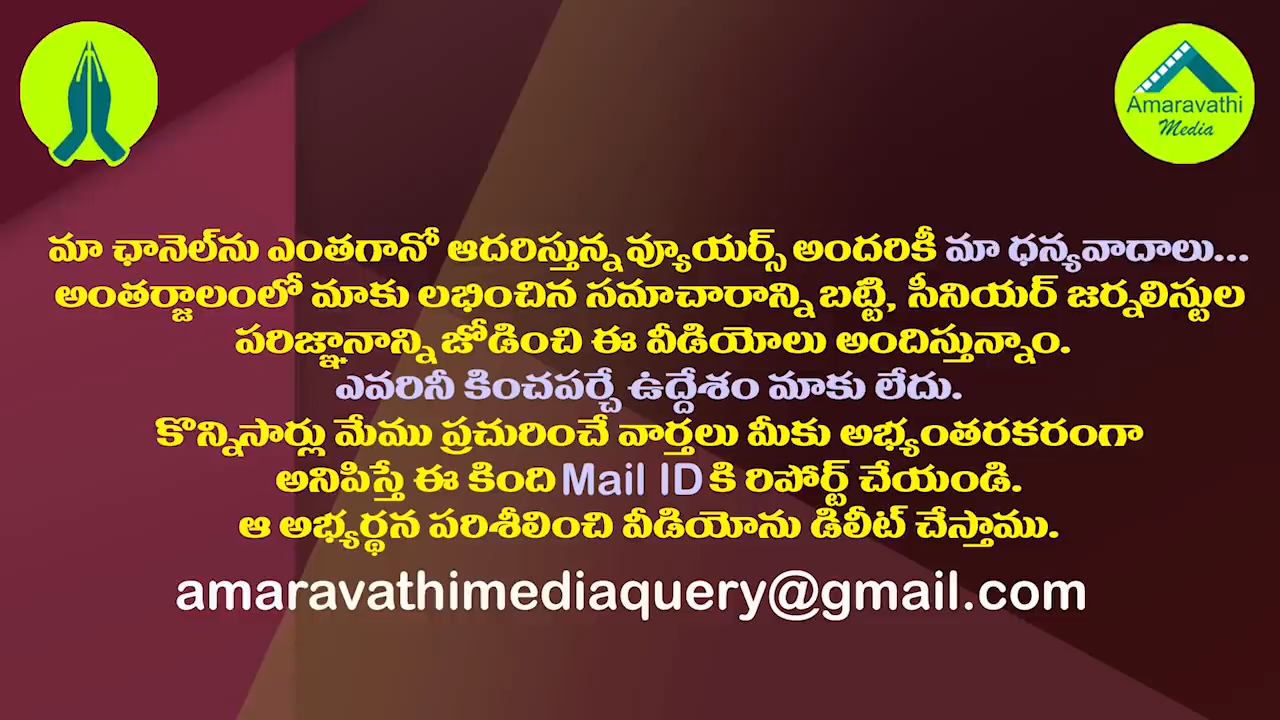 Amaravathi
Media
మా ఛానెల్‌ను ఎంతగానో ఆదరిస్తున్న వ్యూయర్స్ అందరికీ మా ధన్యవాదాలు...
అంతర్జాలంలో మాకు లభించిన సమాచారాన్ని బట్టి, సీనియర్ జర్నలిస్టుల
పరిజ్ఞానాన్ని జోడించి ఈ వీడియోలు అందిస్తున్నాం.
ఎవరినీ కించపర్చే ఉద్దేశం మాకు లేదు.
కొన్నిసార్లు మేము ప్రచురించే వార్తలు మీకు అభ్యంతరకరంగా
అనిపిస్తే ఈ కింది Mail ID కి రిపోర్ట్ చేయండి.
ఆ అభ్యర్థన పరిశీలించి వీడియోను డిలీట్ చేస్తాము.
amaravathimediaquery@gmail.com